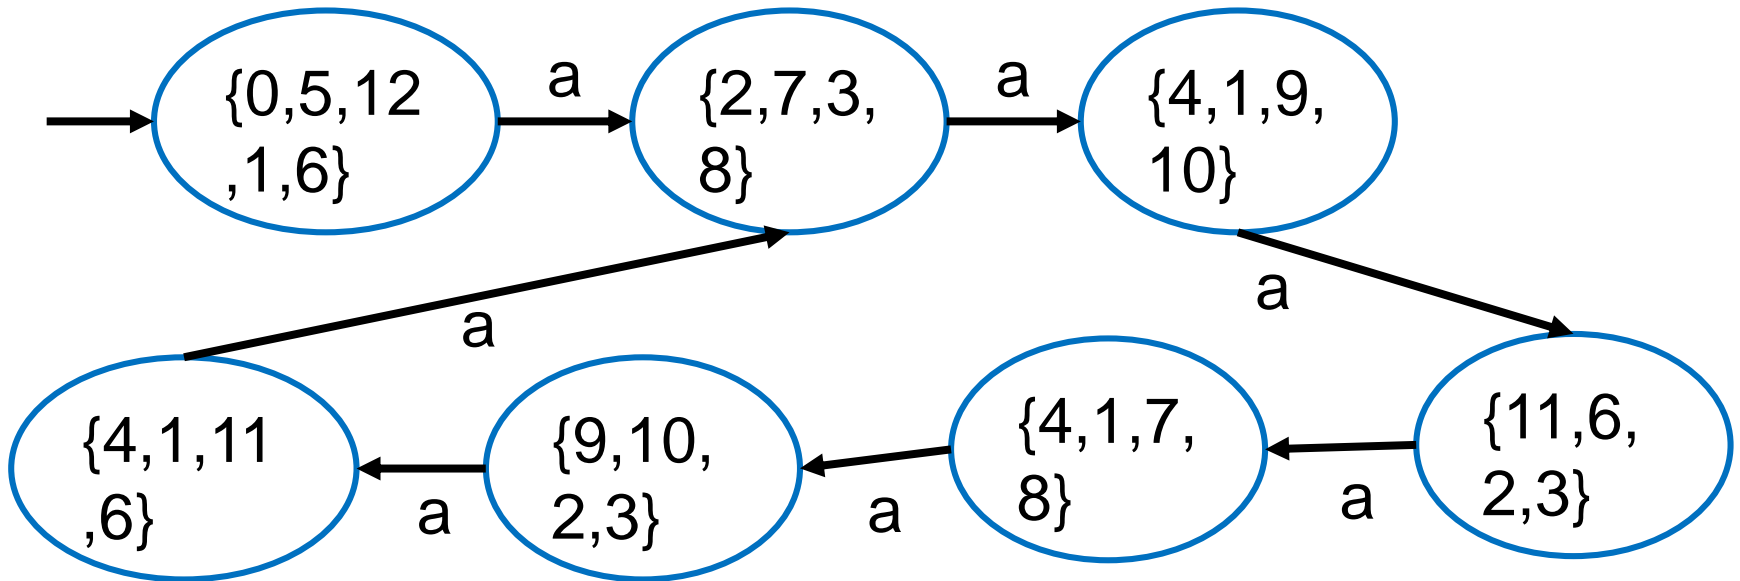 a
a
{0,5,12
,1,6}
{2,7,3,
8}
{4,1,9,
10}
a
a
{4,1,11
,6}
{9,10,
2,3}
{4,1,7,
8}
{11,6,
2,3}
a
a
a